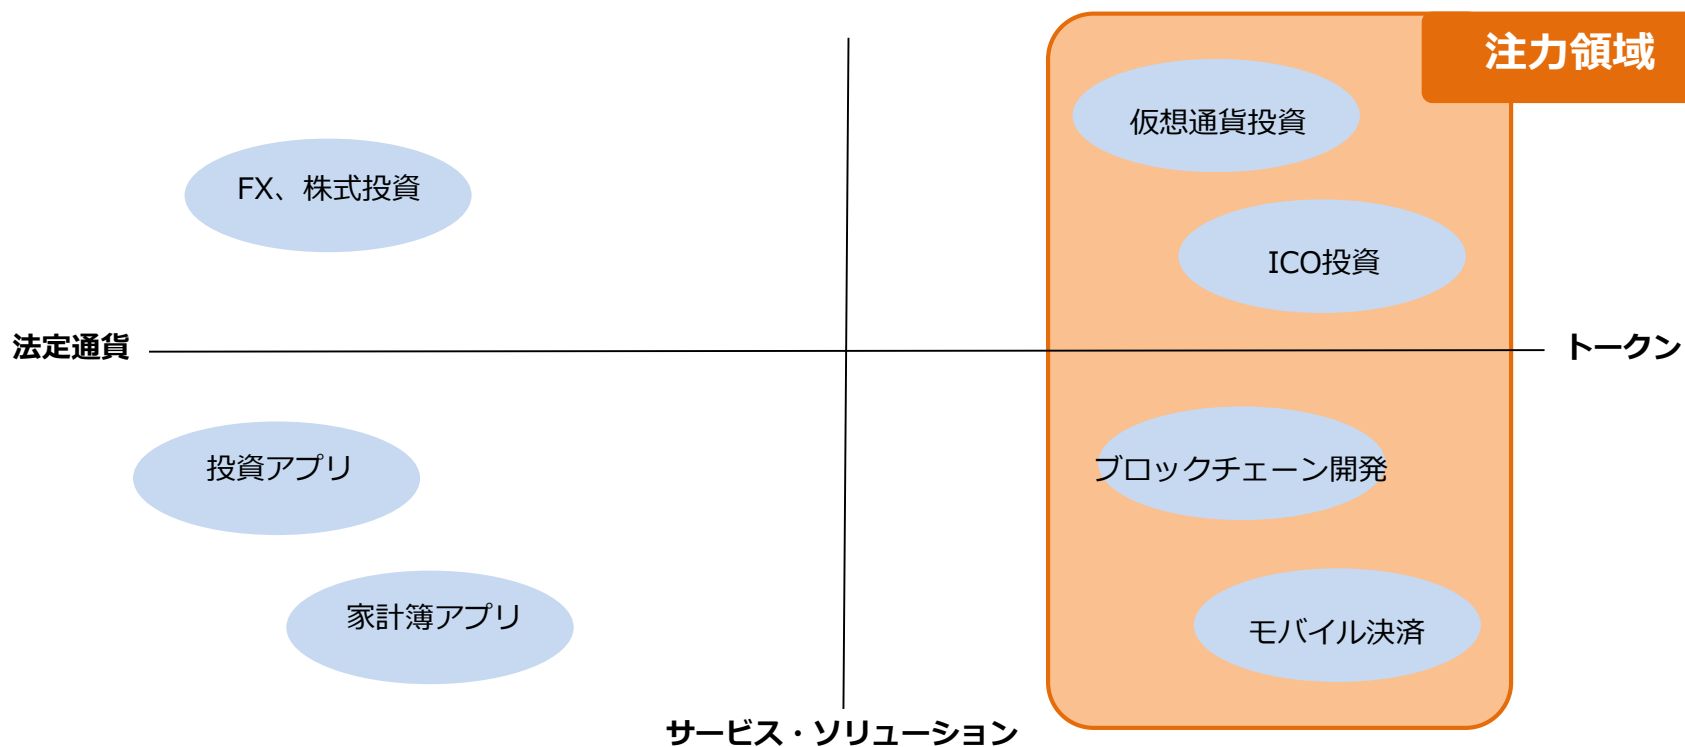 注力領域
仮想通貨投資
FX、株式投資
ICO投資
法定通貨
トークン
投資アプリ
ブロックチェーン開発
家計簿アプリ
モバイル決済
サービス・ソリューション